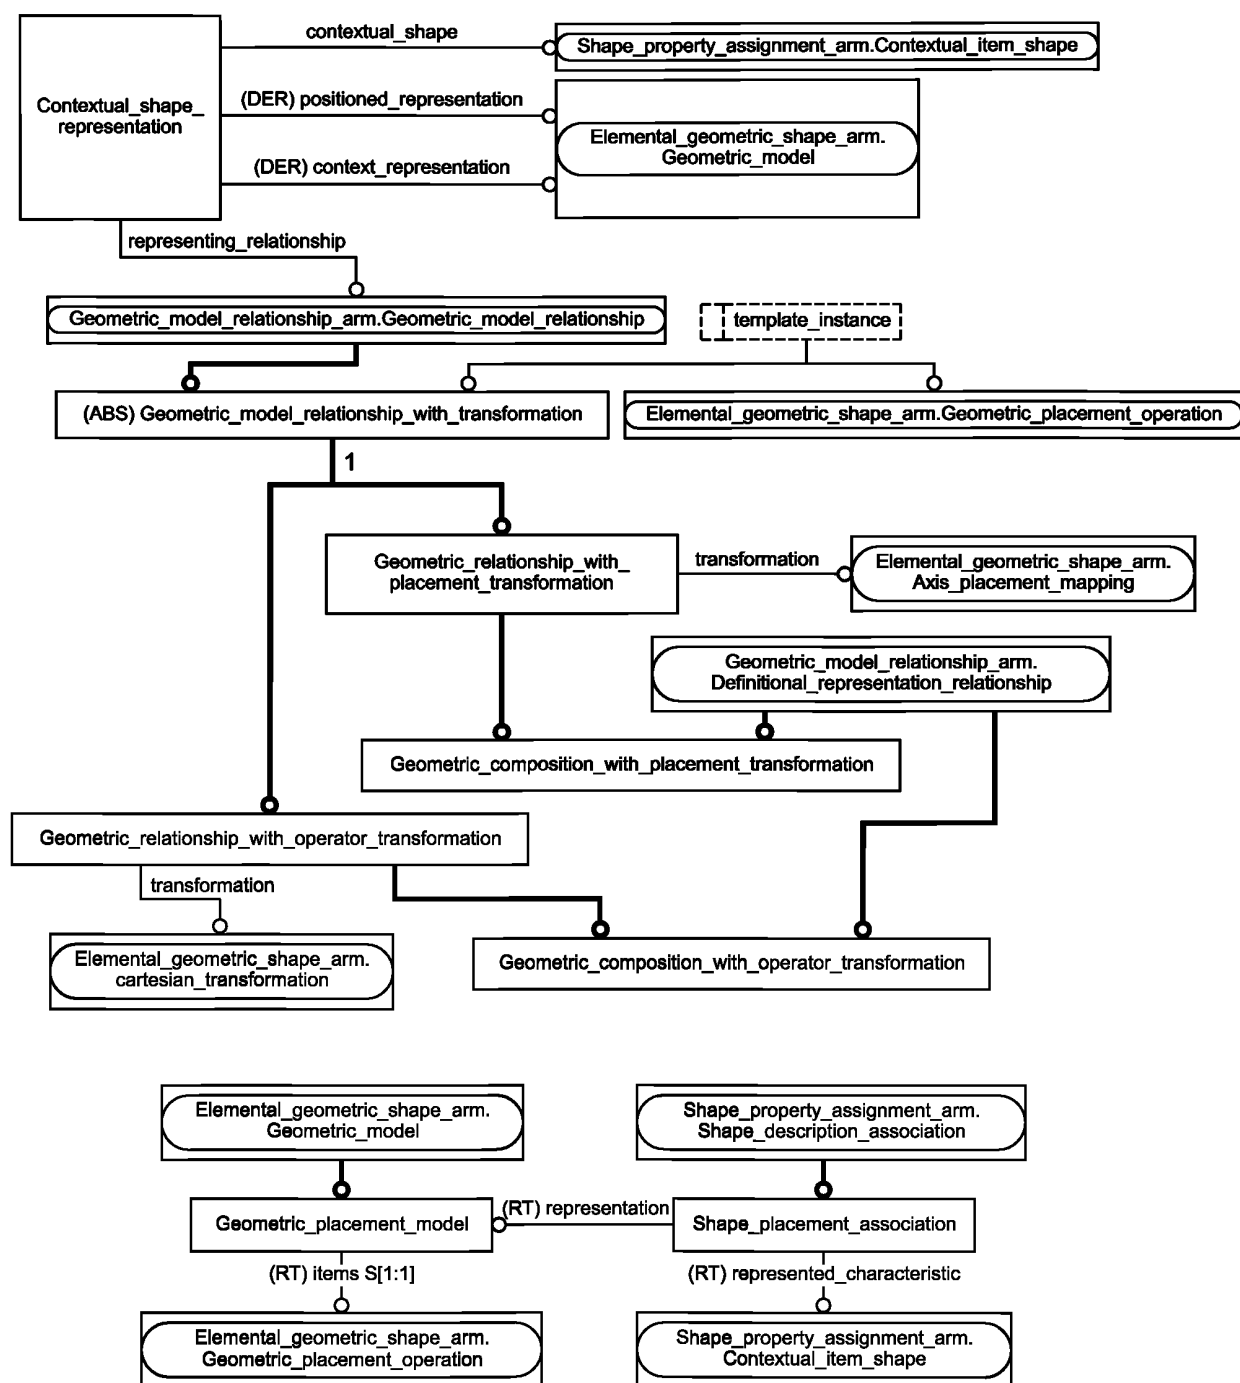 contextual_shape
Shape_property_assignment_arm.Contextual_item_shape
Contextual_shape_
representation
(DER) positioned_representation
Elemental_geometric_shape_arm.
Geometric_model
(DER) context_representation
representing_relationship
Geometric_model_relationship_arm.Geometric_model_relationship
template_instance
(ABS) Geometric_model_relationship_with_transformation
Elemental_geometric_shape_arm.Geometric_placement_operation
1
Geometric_relationship_with_
placement_transformation
transformation
Elemental_geometric_shape_arm.
Axis_placement_mapping
Geometric_model_relationship_arm.
Definitional_representation_relationship
Geometric_composition_with_placement_transformation
Geometric_relationship_with_operator_transformation
transformation
Elemental_geometric_shape_arm.
cartesian_transformation
Geometric_composition_with_operator_transformation
Elemental_geometric_shape_arm.
Geometric_model
Shape_property_assignment_arm.
Shape_description_association
Geometric_placement_model
(RT) representation
Shape_placement_association
(RT) items S[1:1]
(RT) represented_characteristic
Elemental_geometric_shape_arm.
Geometric_placement_operation
Shape_property_assignment_arm.
Contextual_item_shape